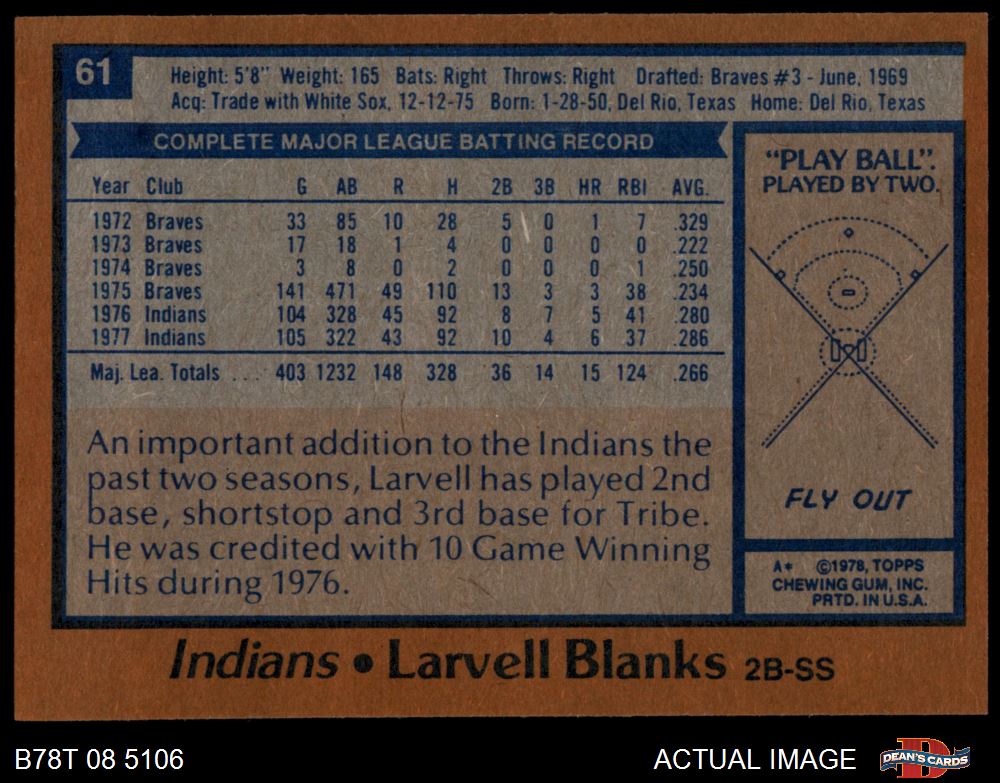 61
Height: 5'8" Weight: 165 Bats: Right Throws: Right Drafted: Braves #3 - June, 1969
Acq: Trade with White Sox, 12-12-75 Born: 1-28-50, Del Rio, Texas Home: Del Rio, Texas
COMPLETE MAJOR LEAGUE BATTING RECORD
Year Club G AB R H 2B 3B HR RBI AVG.
1972 Braves 33 85 10 28 5 0 1 7 .329
1973 Braves 17 18 1 4 0 0 0 0 .222
1974 Braves 3 8 0 2 0 0 0 1 .250
1975 Braves 141 471 49 110 13 3 3 38 .234
1976 Indians 104 328 45 92 8 7 5 41 .280
1977 Indians 105 322 43 92 10 4 6 37 .286
Maj. Lea. Totals ... 403 1232 148 328 36 14 15 124 .266
An important addition to the Indians the
past two seasons, Larvell has played 2nd
base, shortstop and 3rd base for Tribe.
He was credited with 10 Game Winning
Hits during 1976.
"PLAY BALL".
PLAYED BY TWO.
FLY OUT
A* ©1978, TOPPS
CHEWING GUM, INC.
PRTD. IN U.S.A.
Indians • Larvell Blanks 2B-SS
B78T 08 5106
ACTUAL IMAGE
D
DEAN'S CARDS